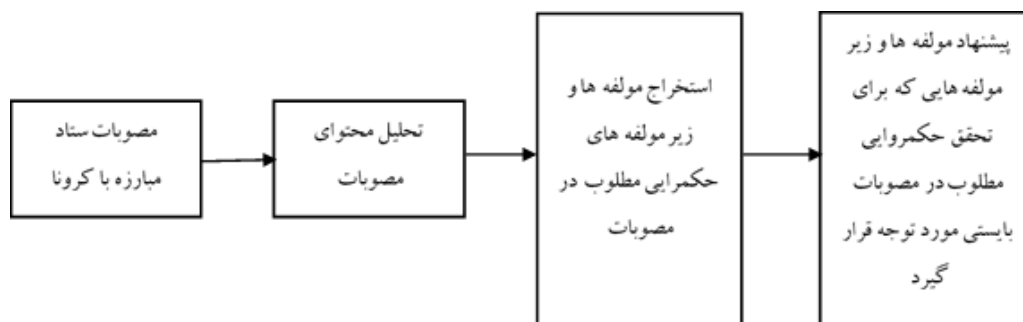 مصوبات ستاد
مبارزه با کرونا
تحلیل محتوای
مصوبات
استخراج مولفه ها و
زیر مولفه های
حکمرایی مطلوب در
مصوبات
پیشنهاد مولفه ها و زیر
مولفه هایی که برای
تحقق حکمروایی
مطلوب در مصوبات
بایستی مورد توجه قرار
گیرد